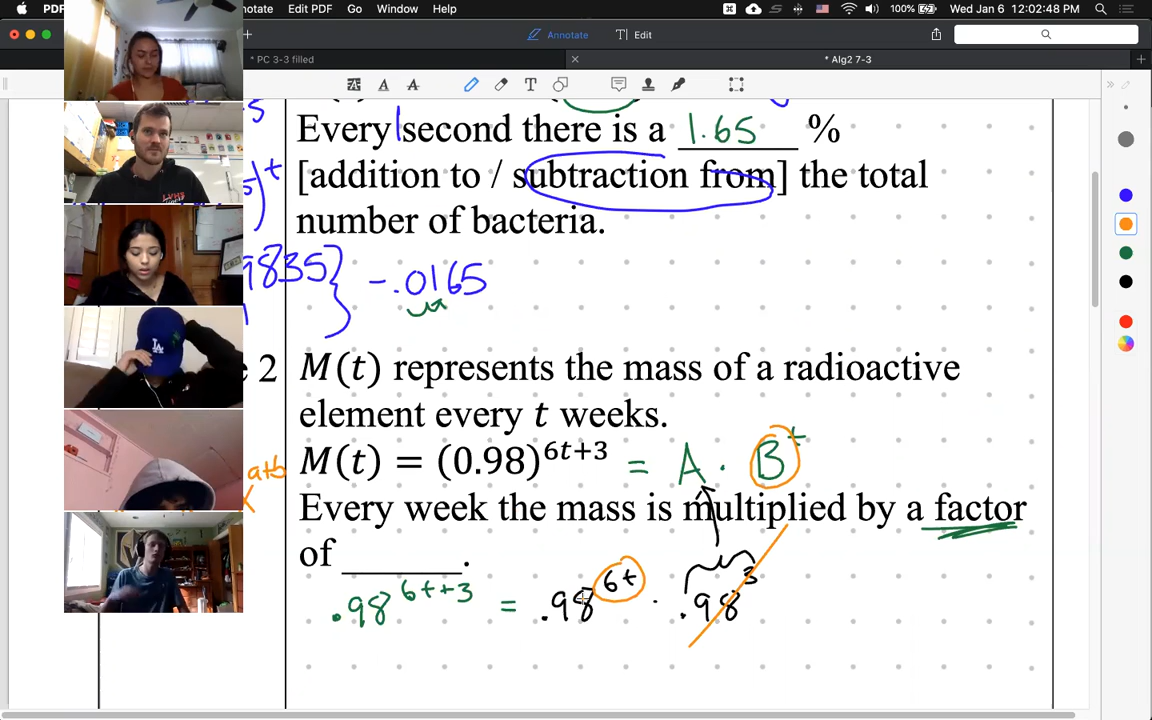 PDF
notate Edit PDF Go Window Help 100% Wed Jan 6 12:02:48 PM
Annotate Edit
* PC 3-3 filled * Alg2 7-3
Every second there is a 1.65 %
[addition to / subtraction from] the total
number of bacteria.
9835} -.0165
2 M(t) represents the mass of a radioactive
element every t weeks.
M(t) = (0.98)^{6t+3} = A · B^t
Every week the mass is multiplied by a factor
of ________.
.98^{6t+3} = .98^{6t} · .98^3
a+b